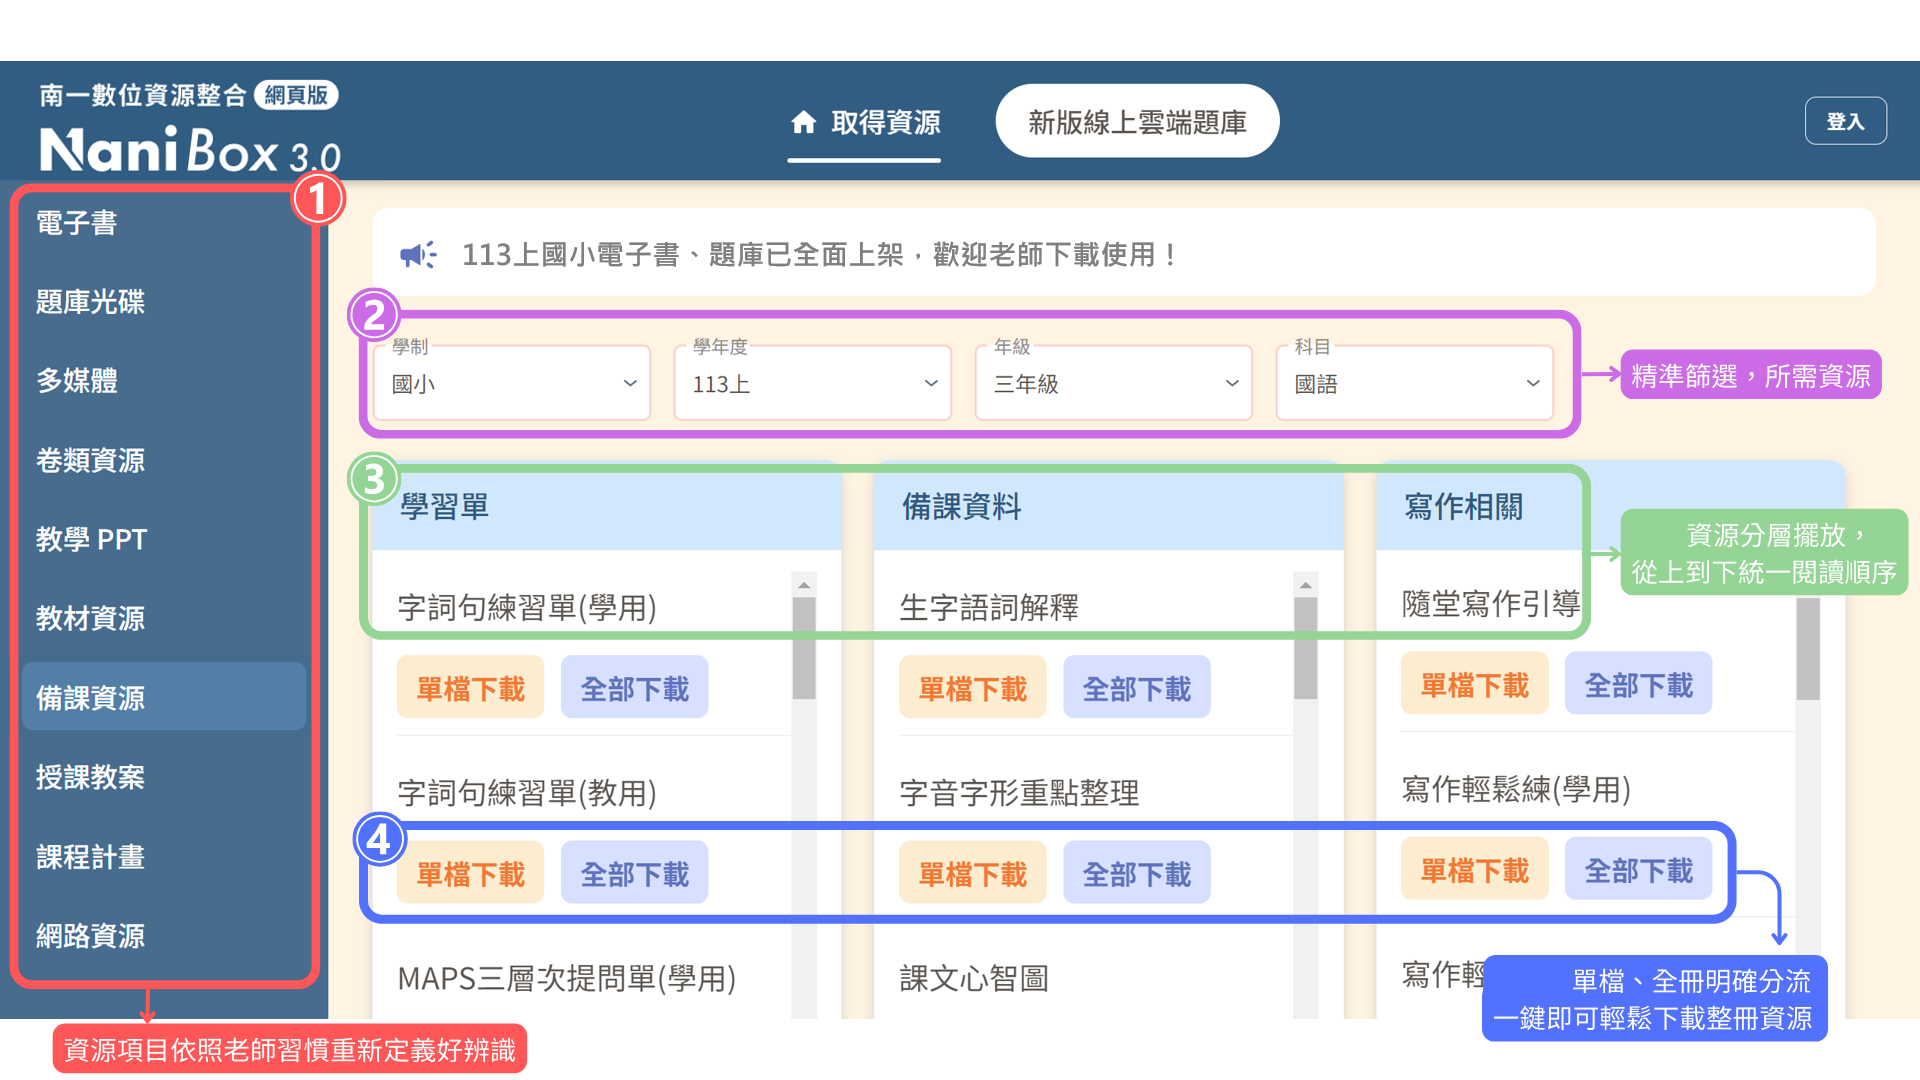 南一數位資源整合 網頁版
NaniBox 3.0
取得資源
新版線上雲端題庫
登入
1
電子書
題庫光碟
多媒體
卷類資源
教學 PPT
教材資源
備課資源
授課教案
課程計畫
網路資源
資源項目依照老師習慣重新定義好辨識
113上國小電子書、題庫已全面上架，歡迎老師下載使用！
2
學制
國小
學年度
113上
年級
三年級
科目
國語
精準篩選，所需資源
3
學習單
備課資料
寫作相關
資源分層擺放，
從上到下統一閱讀順序
字詞句練習單(學用)
生字語詞解釋
隨堂寫作引導
單檔下載 全部下載
單檔下載 全部下載
單檔下載 全部下載
字詞句練習單(教用)
字音字形重點整理
寫作輕鬆練(學用)
4
單檔下載 全部下載
單檔下載 全部下載
單檔下載 全部下載
MAPS三層次提問單(學用)
課文心智圖
寫作輕
單檔、全冊明確分流
一鍵即可輕鬆下載整冊資源